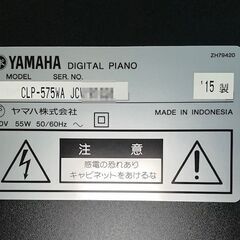 ZH79420
YAMAHA DIGITAL PIANO
MODEL SER NO.
CLP-575WA JC
'15 製
ヤマハ株式会社 MADE IN INDONESIA
0V 55W 50/60Hz
注 意
感電の恐れあり
キャビネットをあけるな